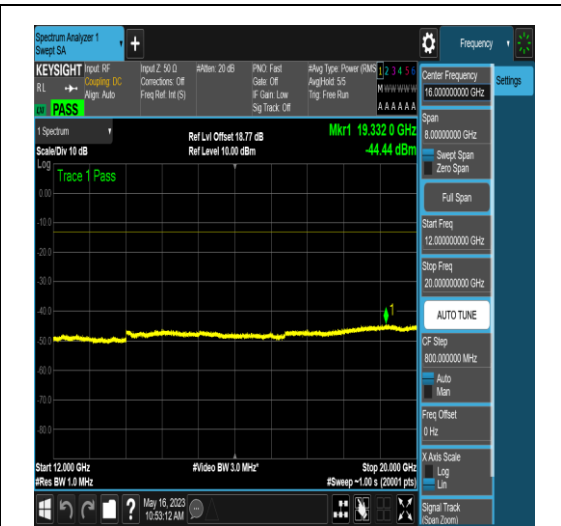 Spectrum Analyzer 1
Swept SA
+
Frequency
KEYSIGHT
Input: RF
Input Z: 50 Ω
#Atten: 20 dB
PNO: Fast
#Avg Type: Power (RMS
1 2 3 4 5 6
RL
Coupling: DC
Corrections: Off
Gate: Off
Avg|Hold: 5/5
M W W W W W
Align: Auto
Freq Ref: Int (S)
IF Gain: Low
Trig: Free Run
PASS
Sig Track: Off
A A A A A A
1 Spectrum
Ref Lvl Offset 18.77 dB
Mkr1 19.332 0 GHz
Scale/Div 10 dB
Ref Level 10.00 dBm
-44.44 dBm
Log
Trace 1 Pass
0.00
-10.0
-20.0
-30.0
-40.0
1
-50.0
-60.0
-70.0
-80.0
Start 12.000 GHz
#Video BW 3.0 MHz*
Stop 20.000 GHz
#Res BW 1.0 MHz
#Sweep ~1.00 s (20001 pts)
?
May 16, 2023
10:53:12 AM
Center Frequency
16.000000000 GHz
Settings
Span
8.00000000 GHz
Swept Span
Zero Span
Full Span
Start Freq
12.000000000 GHz
Stop Freq
20.000000000 GHz
AUTO TUNE
CF Step
800.000000 MHz
Auto
Man
Freq Offset
0 Hz
X Axis Scale
Log
Lin
Signal Track
(Span Zoom)